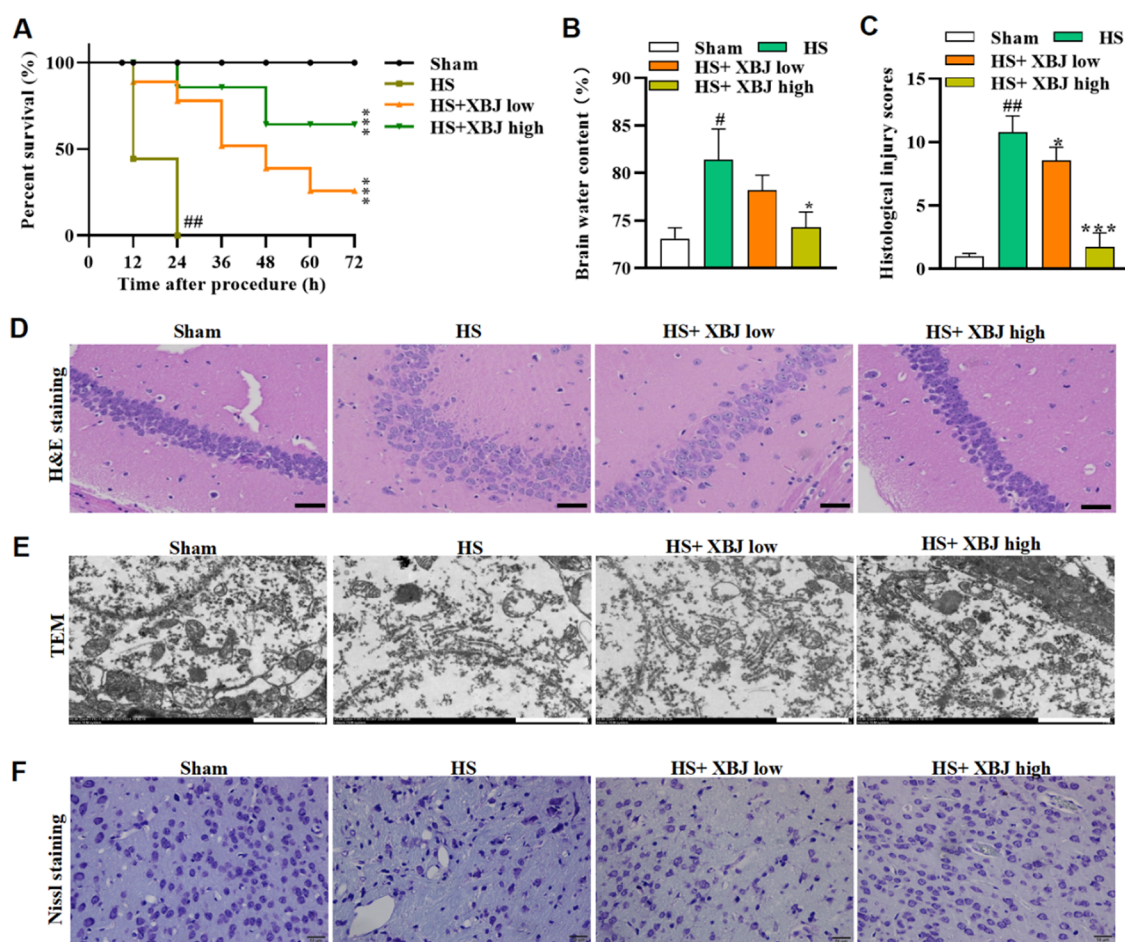 A
Percent survival (%)
100
50
0
0 12 24 36 48 60 72
Time after procedure (h)
##
***
***
Sham
HS
HS+XBJ low
HS+XBJ high
B
Sham HS
HS+ XBJ low
HS+ XBJ high
Brain water content (%)
90
85
80
75
70
#
*
C
Sham HS
HS+ XBJ low
HS+ XBJ high
Histological injury scores
15
10
5
0
##
*
***
D
Sham HS HS+ XBJ low HS+ XBJ high
H&E staining
E
Sham HS HS+ XBJ low HS+ XBJ high
TEM
F
Sham HS HS+ XBJ low HS+ XBJ high
Nissl staining